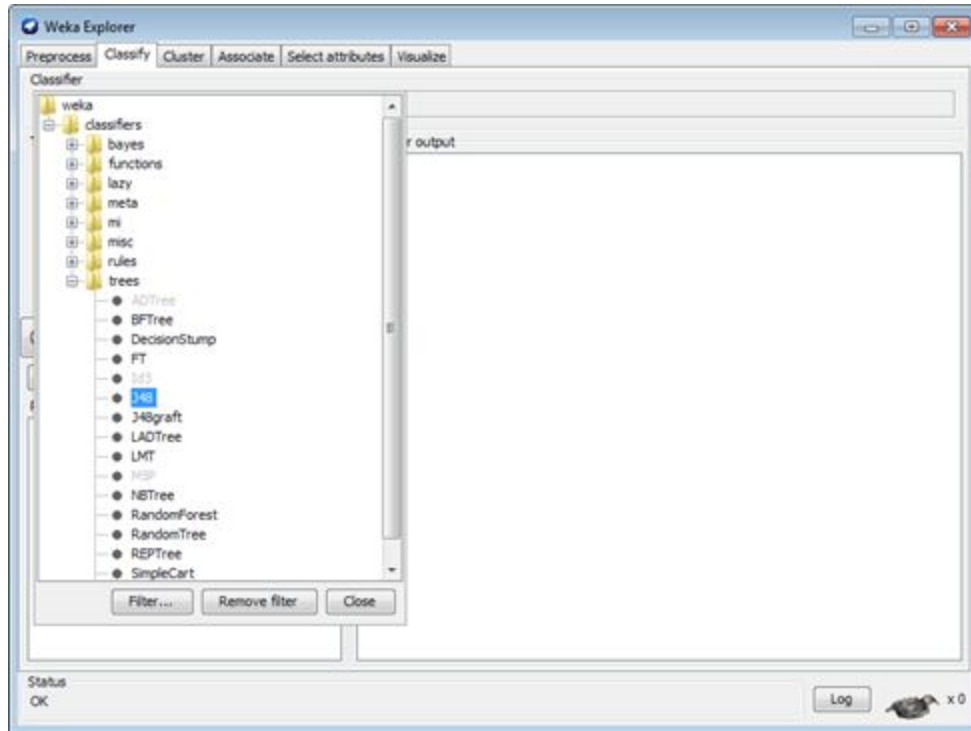 Weka Explorer
Preprocess Classify Cluster Associate Select attributes Visualize
Classifier
weka
classifiers
r output
bayes
functions
lazy
meta
mi
misc
rules
trees
ADTree
BFTree
DecisionStump
FT
Id3
J48
J48graft
LADTree
LMT
M5P
NBTree
RandomForest
RandomTree
REPTree
SimpleCart
Filter... Remove filter Close
Status
OK
Log x 0